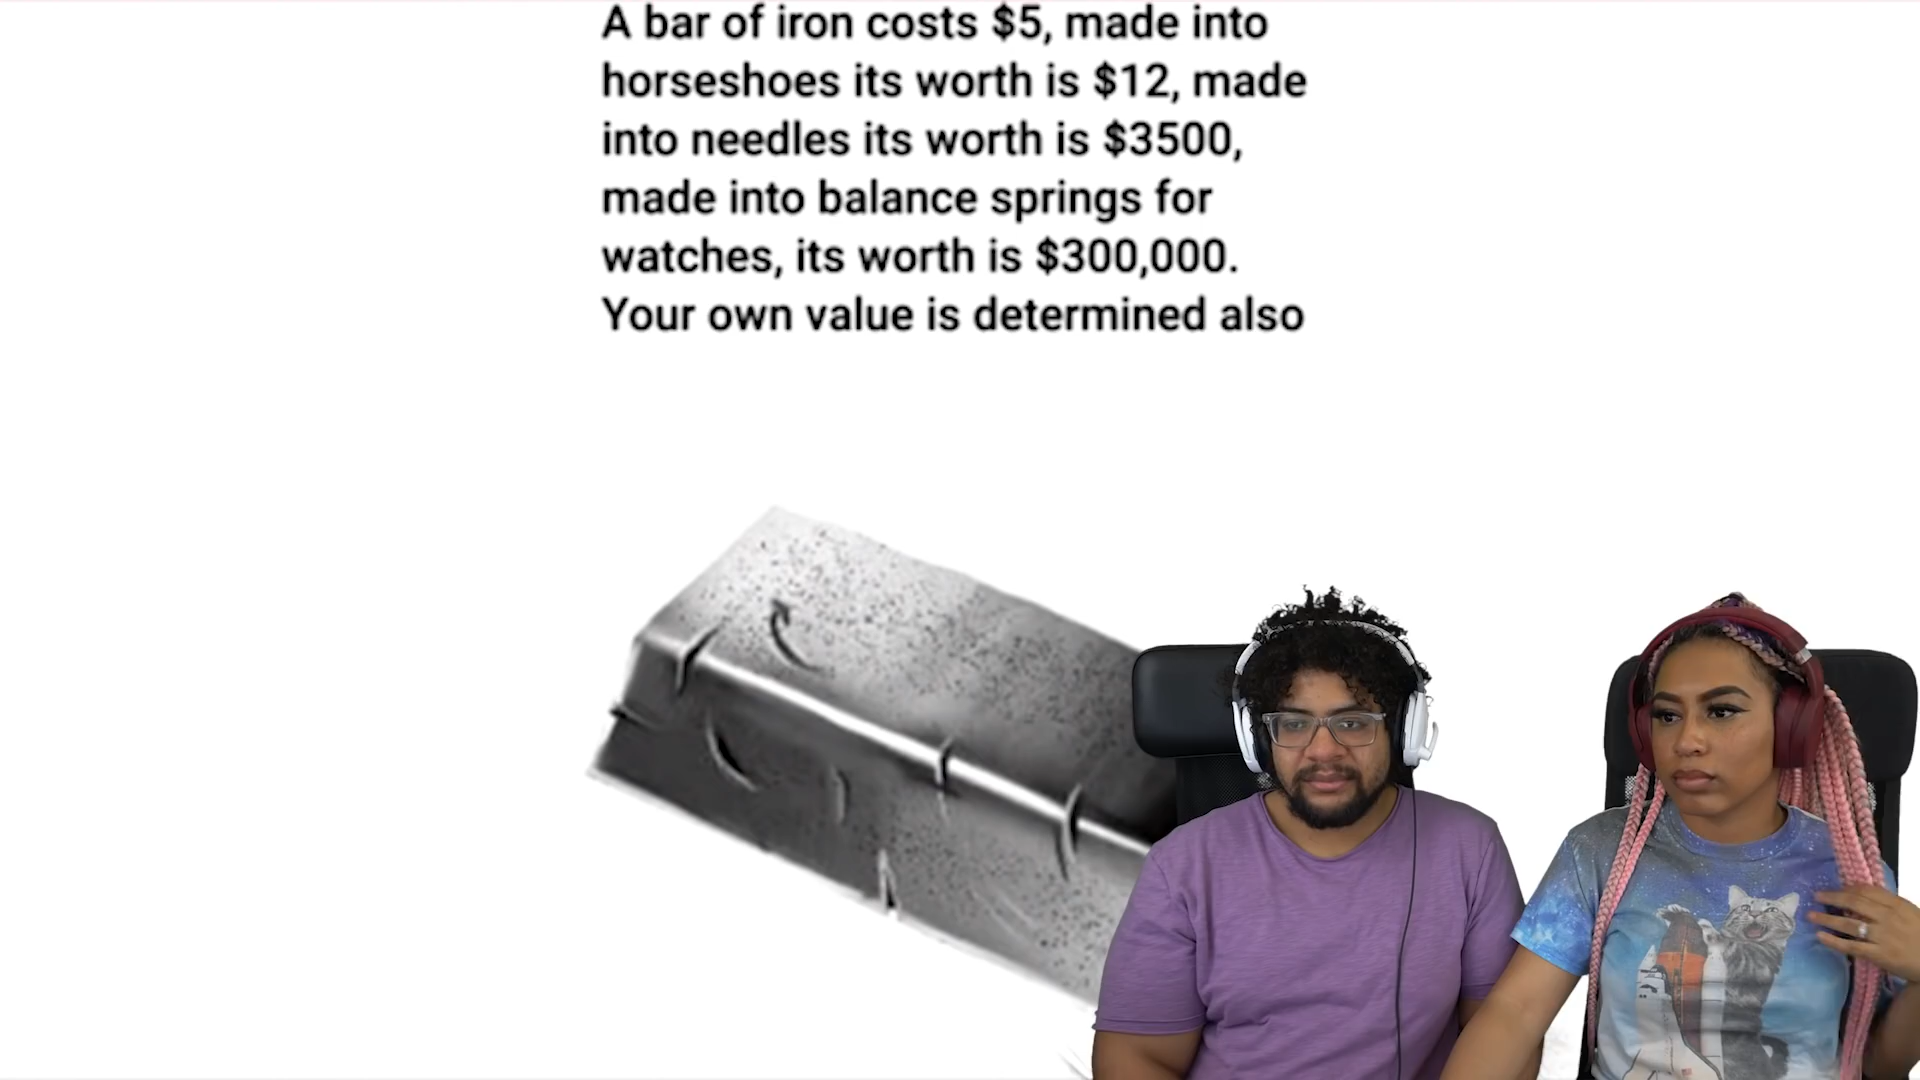 A bar of iron costs $5, made into
horseshoes its worth is $12, made
into needles its worth is $3500,
made into balance springs for
watches, its worth is $300,000.
Your own value is determined also